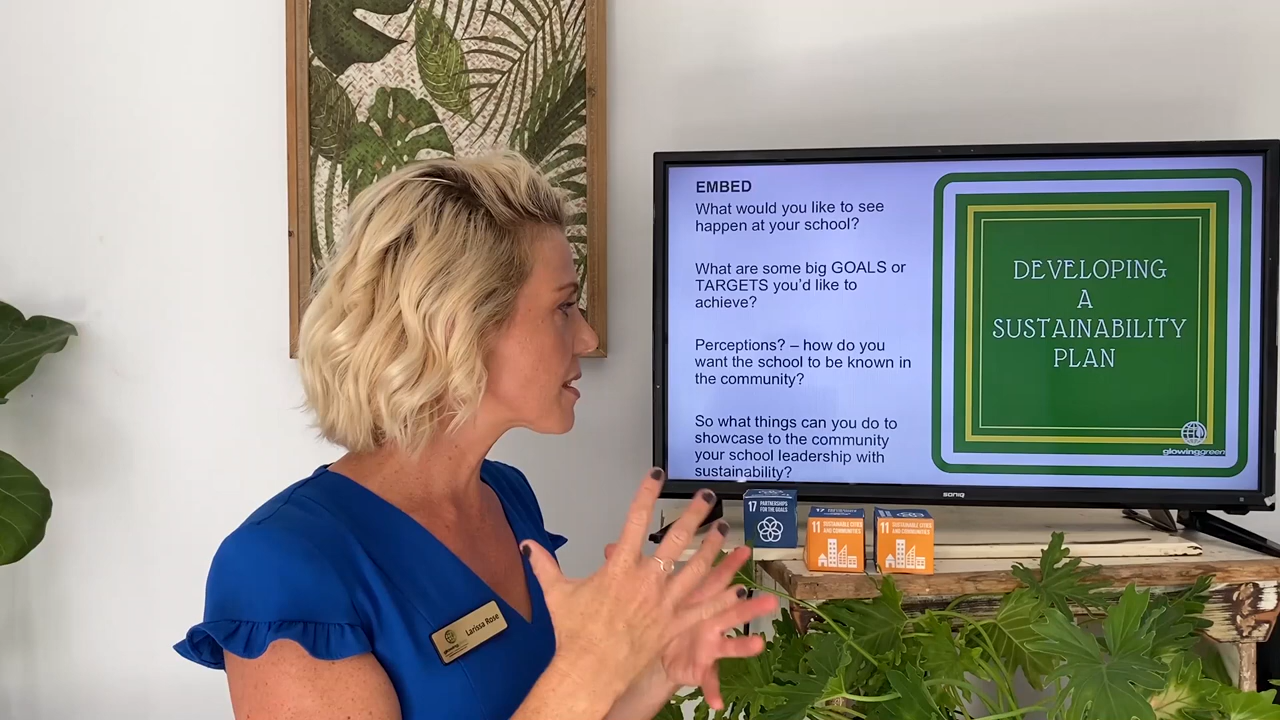 EMBED
What would you like to see
happen at your school?
What are some big GOALS or
TARGETS you'd like to
achieve?
Perceptions? – how do you
want the school to be known in
the community?
So what things can you do to
showcase to the community
your school leadership with
sustainability?
DEVELOPING
A
SUSTAINABILITY
PLAN
glowinggreen
soniq
17 PARTNERSHIPS
FOR THE GOALS
11 SUSTAINABLE CITIES
AND COMMUNITIES
11 SUSTAINABLE CITIES
AND COMMUNITIES
Larissa Rose